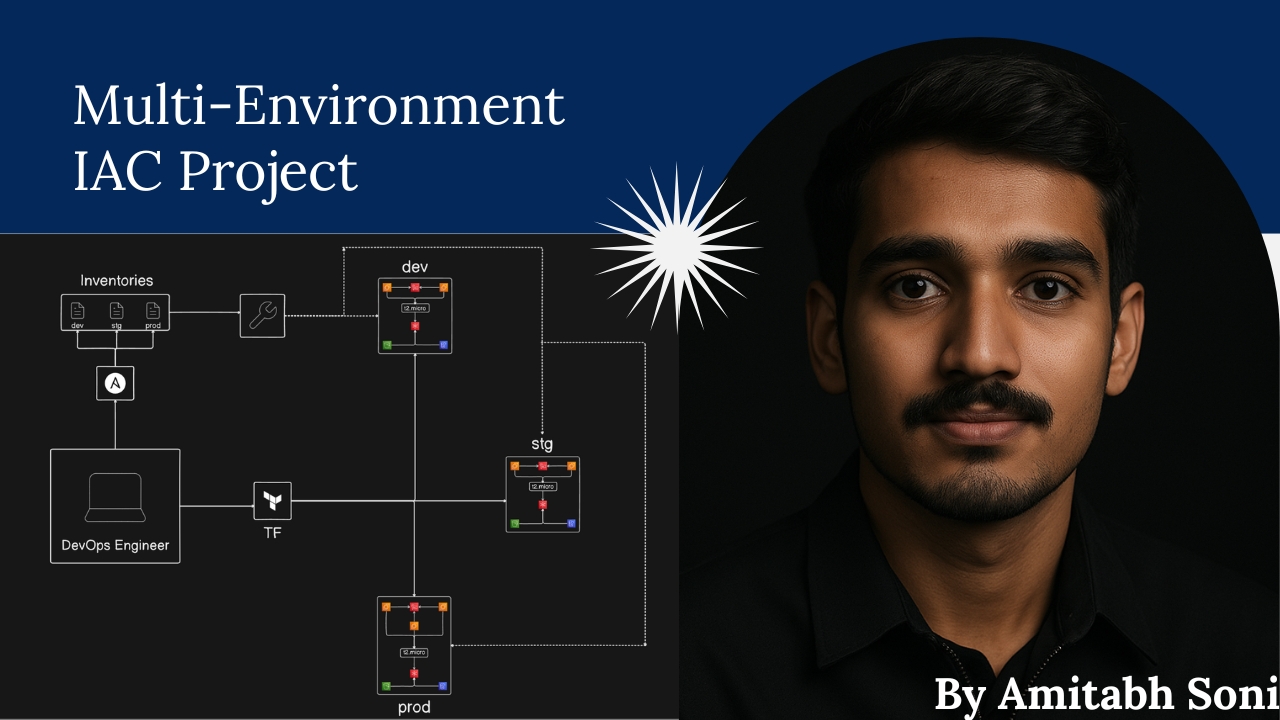 Multi-Environment
IAC Project
Inventories
dev
stg
prod
A
DevOps Engineer
TF
dev
t2.micro
stg
t2.micro
t2.micro
prod
By Amitabh Soni